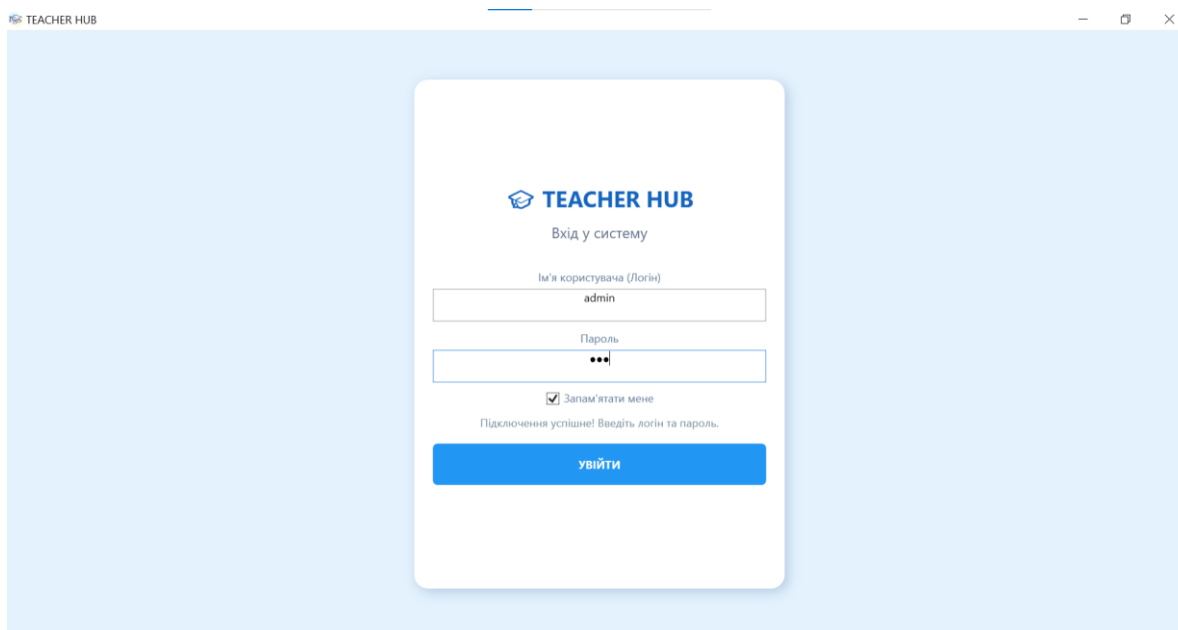 TEACHER HUB
TEACHER HUB
Вхід у систему
Ім'я користувача (Логін)
admin
Пароль
•••
Запам'ятати мене
Підключення успішне! Введіть логін та пароль.
УВІЙТИ